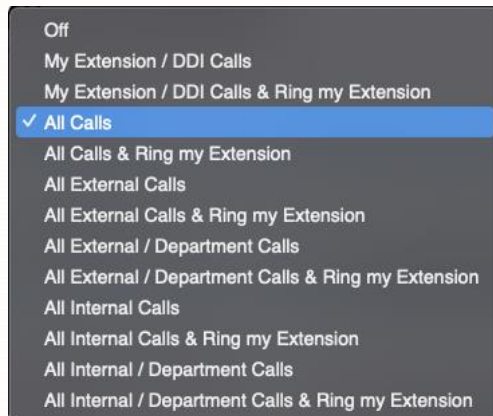 Off
My Extension / DDI Calls
My Extension / DDI Calls & Ring my Extension
✓ All Calls
All Calls & Ring my Extension
All External Calls
All External Calls & Ring my Extension
All External / Department Calls
All External / Department Calls & Ring my Extension
All Internal Calls
All Internal Calls & Ring my Extension
All Internal / Department Calls
All Internal / Department Calls & Ring my Extension